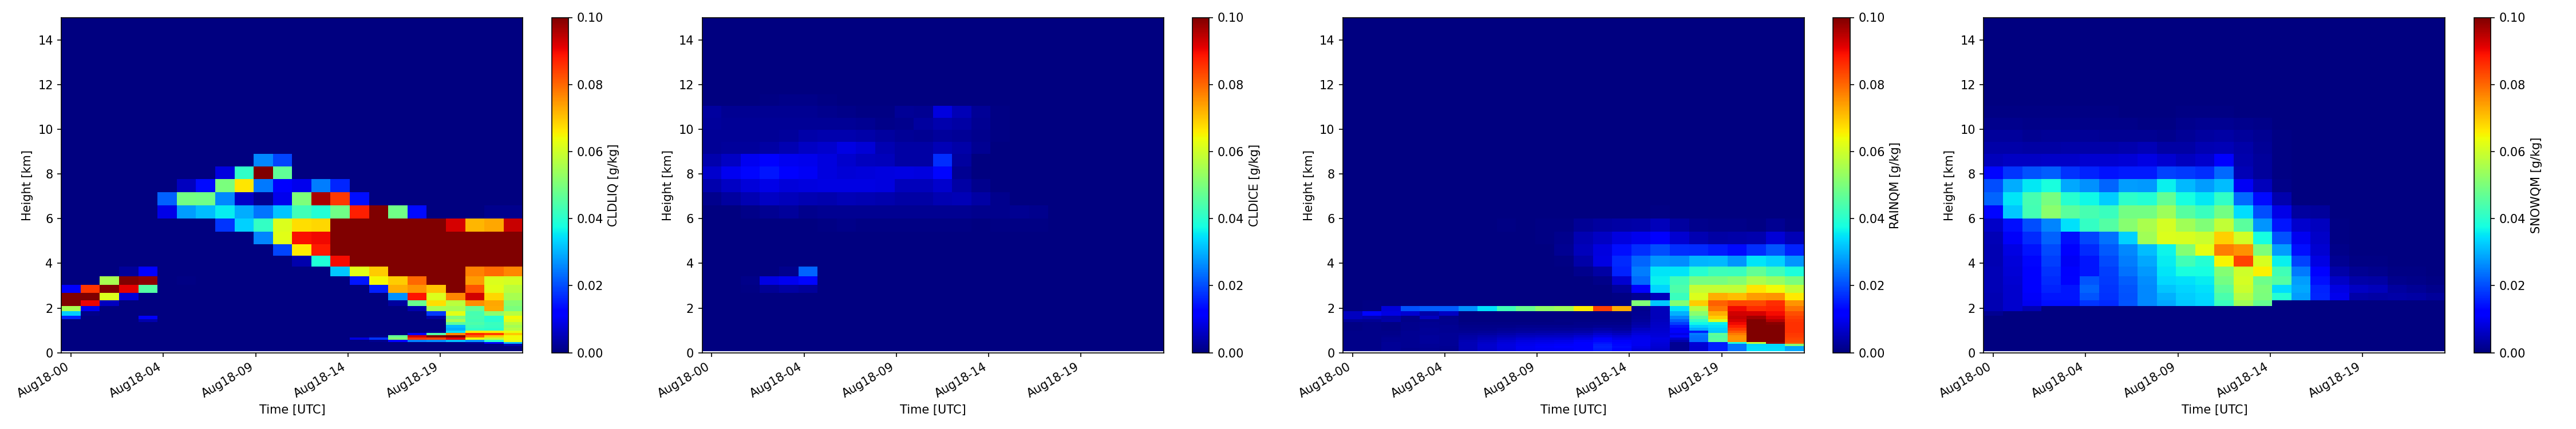 14
12
10
8
6
4
2
0
Height [km]
Aug18-00
Aug18-04
Aug18-09
Aug18-14
Aug18-19
Time [UTC]
0.10
0.08
0.06
0.04
0.02
0.00
CLDLIQ [g/kg]
14
12
10
8
6
4
2
0
Height [km]
Aug18-00
Aug18-04
Aug18-09
Aug18-14
Aug18-19
Time [UTC]
0.10
0.08
0.06
0.04
0.02
0.00
CLDICE [g/kg]
14
12
10
8
6
4
2
0
Height [km]
Aug18-00
Aug18-04
Aug18-09
Aug18-14
Aug18-19
Time [UTC]
0.10
0.08
0.06
0.04
0.02
0.00
RAINQM [g/kg]
14
12
10
8
6
4
2
0
Height [km]
Aug18-00
Aug18-04
Aug18-09
Aug18-14
Aug18-19
Time [UTC]
0.10
0.08
0.06
0.04
0.02
0.00
SNOWQM [g/kg]